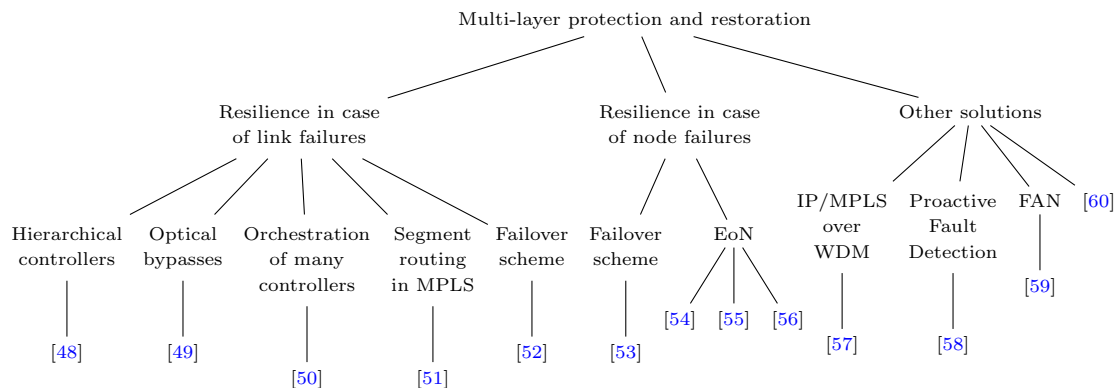 Multi-layer protection and restoration
Resilience in case
of link failures
Resilience in case
of node failures
Other solutions
Hierarchical
controllers
Optical
bypasses
Orchestration
of many
controllers
Segment
routing
in MPLS
Failover
scheme
Failover
scheme
EoN
IP/MPLS
over
WDM
Proactive
Fault
Detection
FAN
[60]
[48]
[49]
[50]
[51]
[52]
[53]
[54]
[55]
[56]
[57]
[58]
[59]